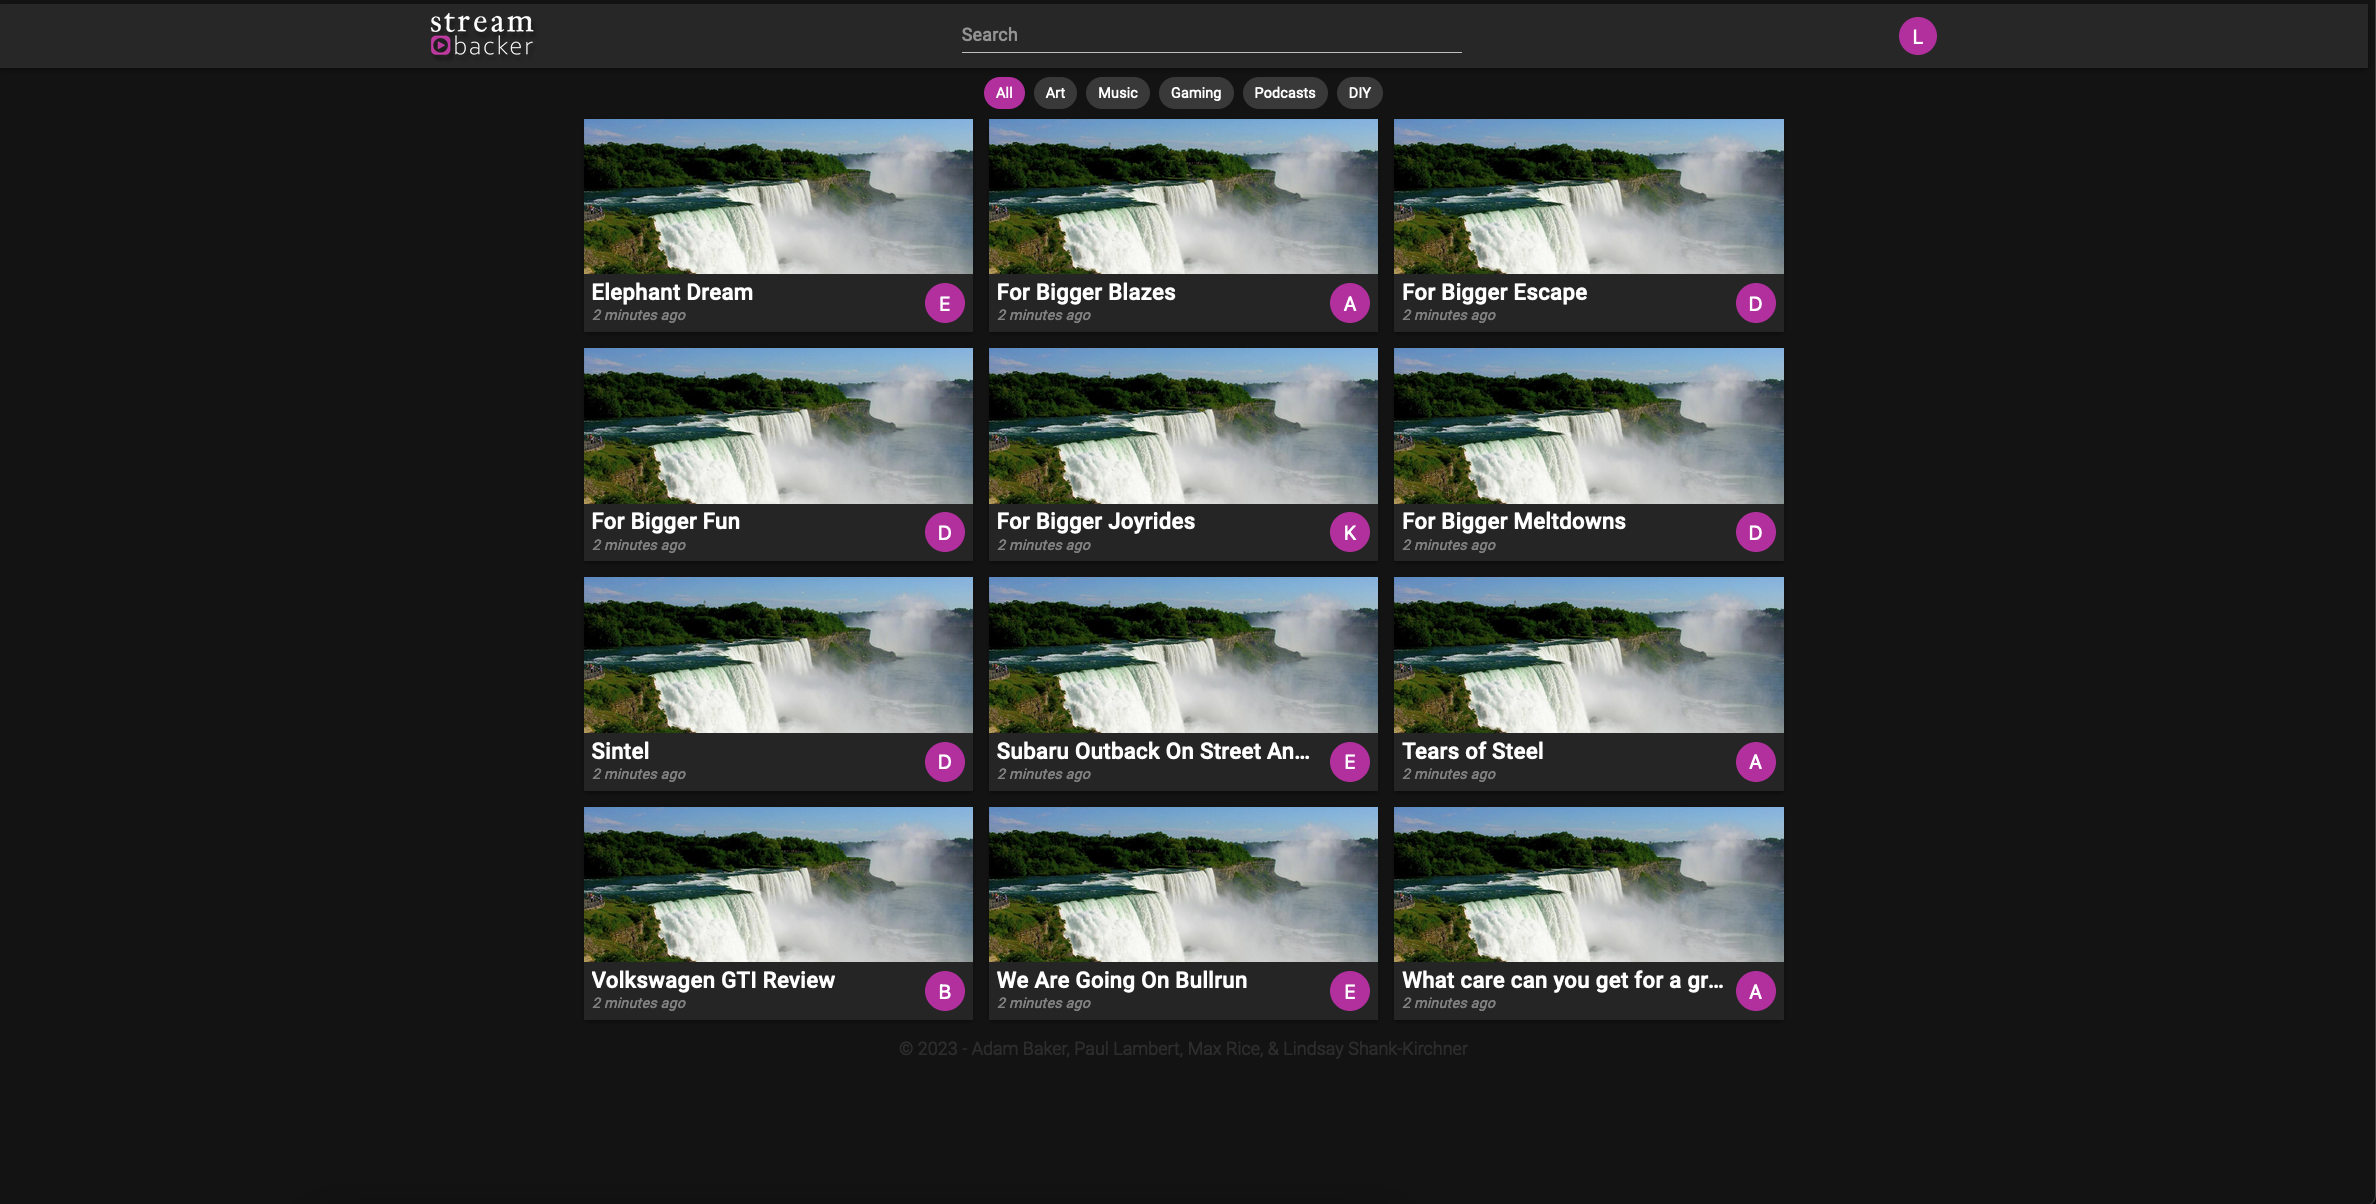 stream
backer
Search
L
All
Art
Music
Gaming
Podcasts
DIY
Elephant Dream
2 minutes ago
E
For Bigger Blazes
2 minutes ago
A
For Bigger Escape
2 minutes ago
D
For Bigger Fun
2 minutes ago
D
For Bigger Joyrides
2 minutes ago
K
For Bigger Meltdowns
2 minutes ago
D
Sintel
2 minutes ago
D
Subaru Outback On Street An...
2 minutes ago
E
Tears of Steel
2 minutes ago
A
Volkswagen GTI Review
2 minutes ago
B
We Are Going On Bullrun
2 minutes ago
E
What care can you get for a gr...
2 minutes ago
A
© 2023 - Adam Baker, Paul Lambert, Max Rice, & Lindsay Shank-Kirchner